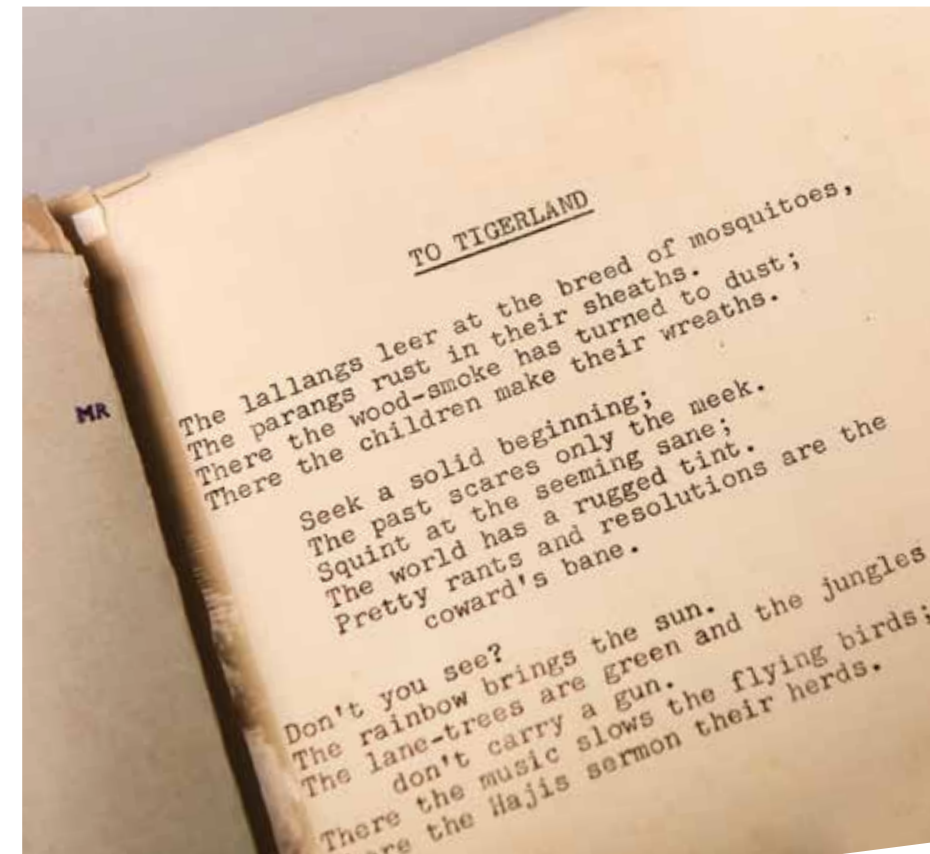 TO TIGERLAND
The lallangs leer at the breed of mosquitoes,
The parangs rust in their sheaths.
There the wood-smoke has turned to dust;
There the children make their wreaths.
Seek a solid beginning;
The past scares only the meek.
Squint at the seeming sane;
The world has a rugged tint.
Pretty rants and resolutions are the
coward's bane.
Don't you see?
The rainbow brings the sun.
The lane-trees are green and the jungles
don't carry a gun.
There the music slows the flying birds;
the Hajis sermon their herds.
MR